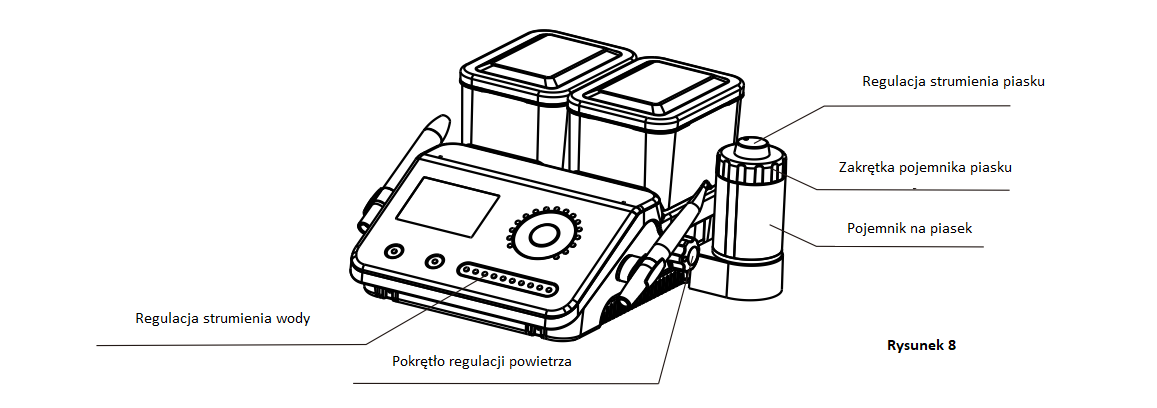 Regulacja strumienia piasku
Zakrętka pojemnika piasku
Pojemnik na piasek
Regulacja strumienia wody
Rysunek 8
Pokrętło regulacji powietrza